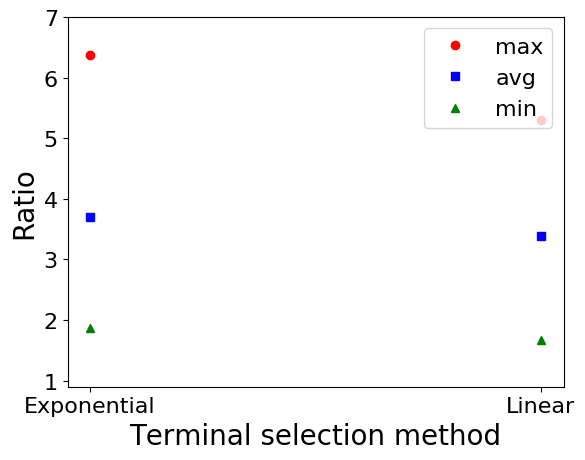 7
6
5
4
3
2
1
Ratio
max
avg
min
Exponential
Linear
Terminal selection method